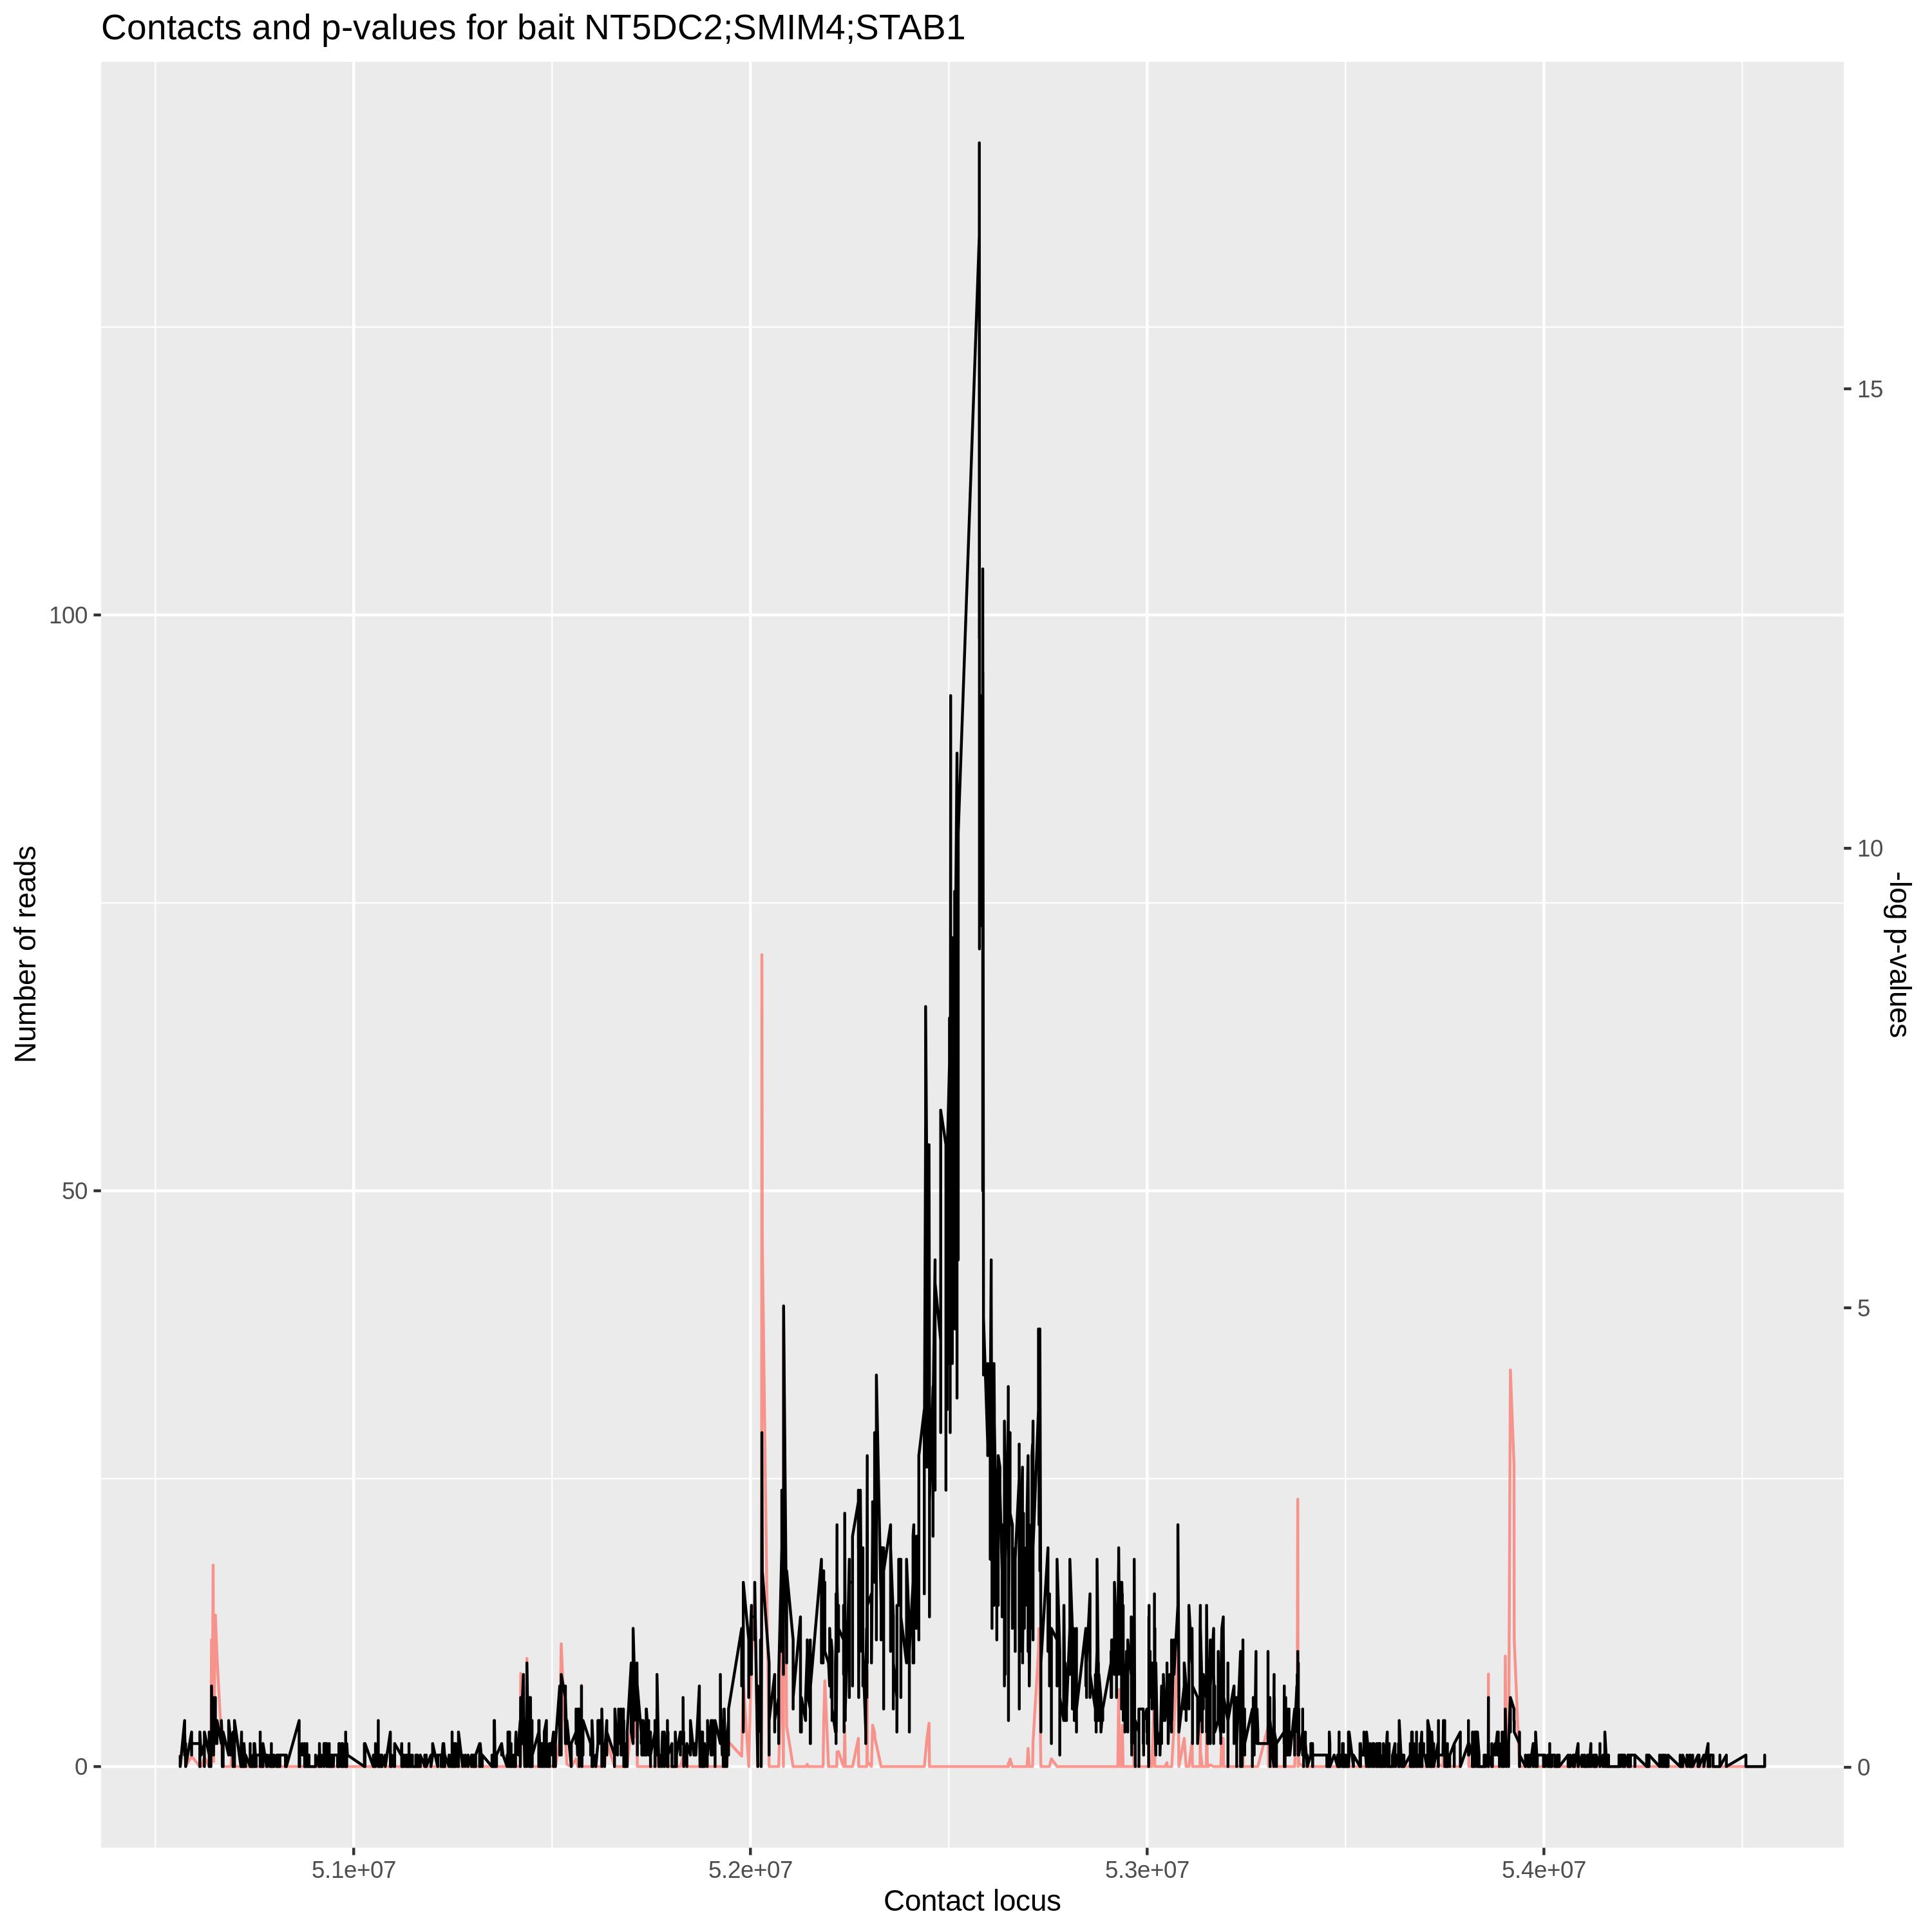 Contacts and p-values for bait NT5DC2;SMIM4;STAB1
Number of reads
100
50
0
15
10
5
0
-log p-values
5.1e+07 5.2e+07 5.3e+07 5.4e+07
Contact locus